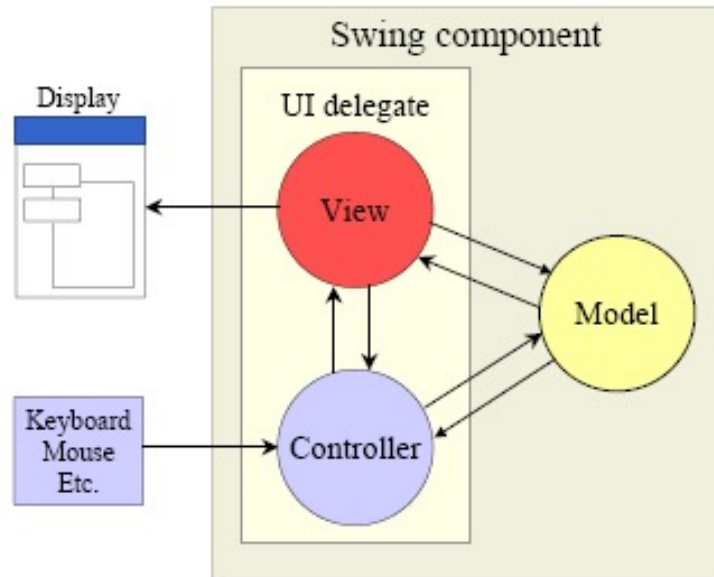 Swing component
Display
UI delegate
View
Model
Keyboard
Mouse
Etc.
Controller